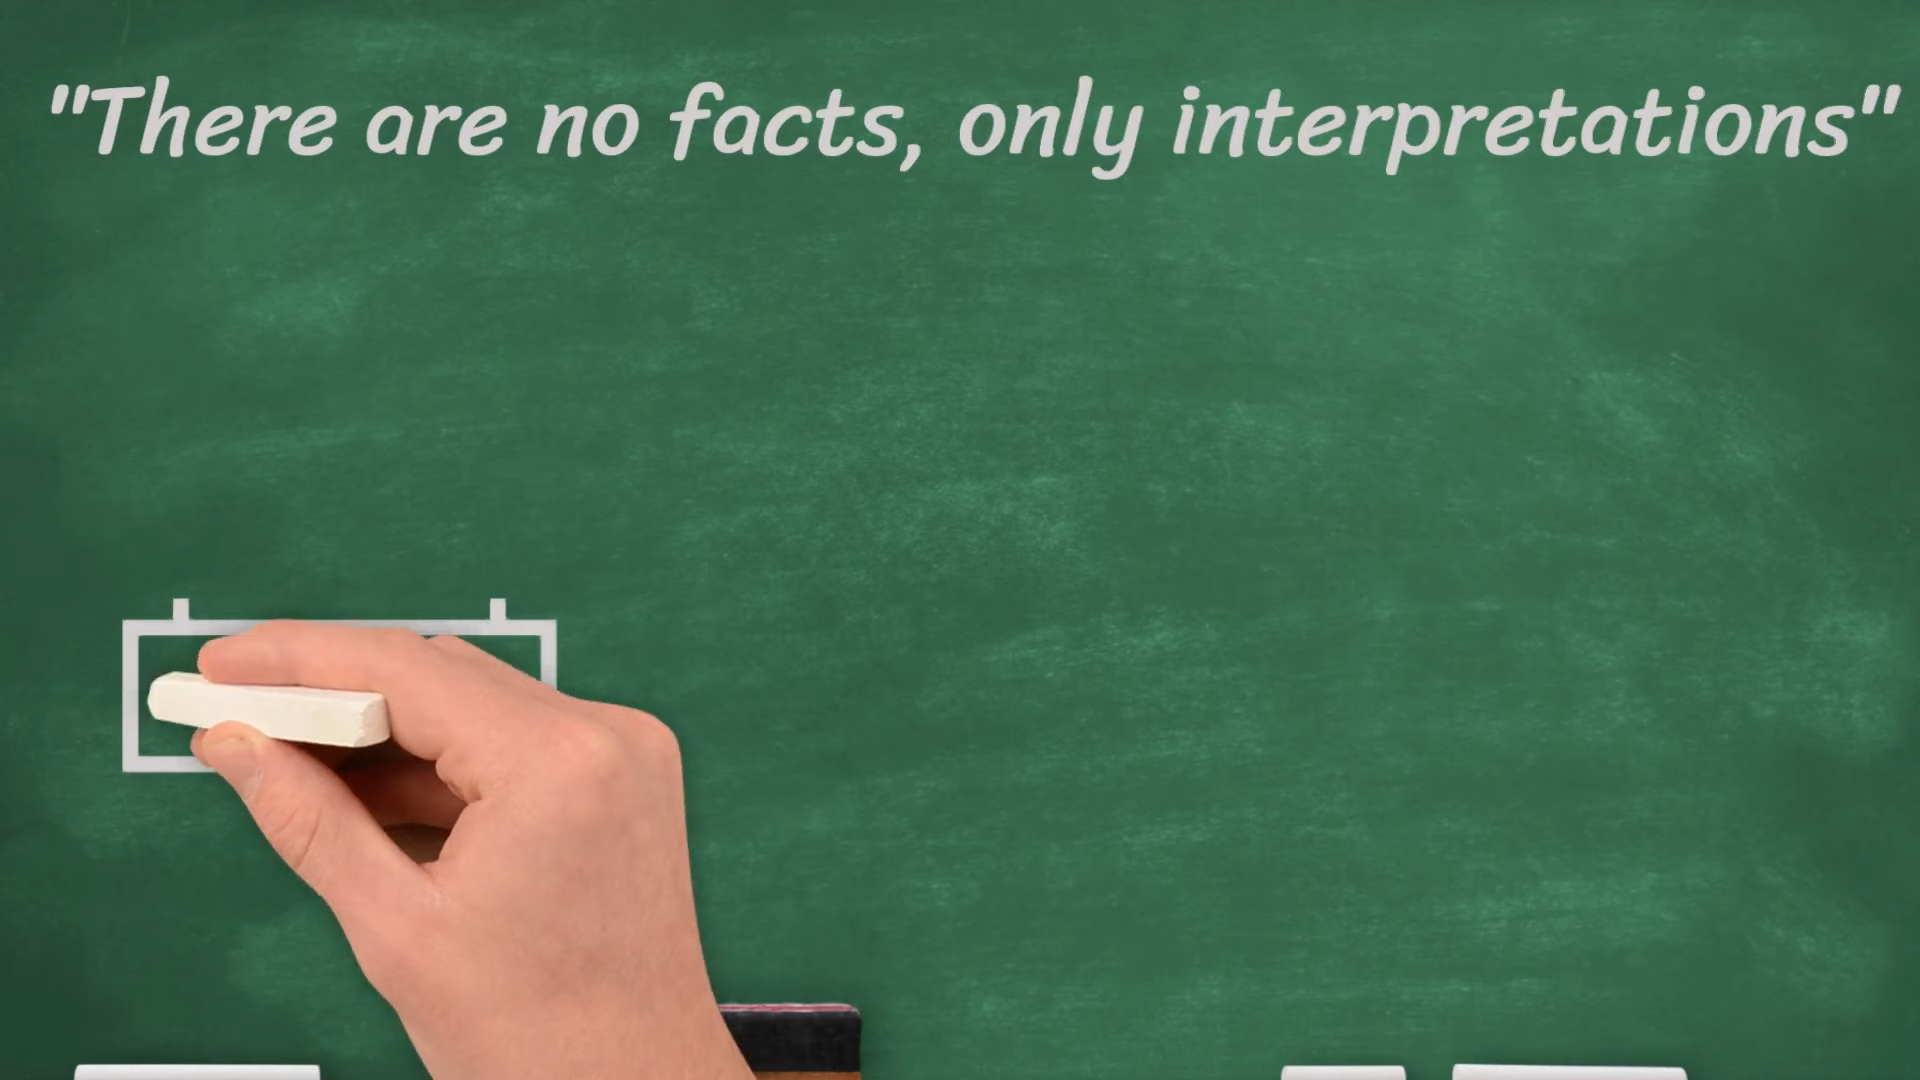 "There are no facts, only interpretations"